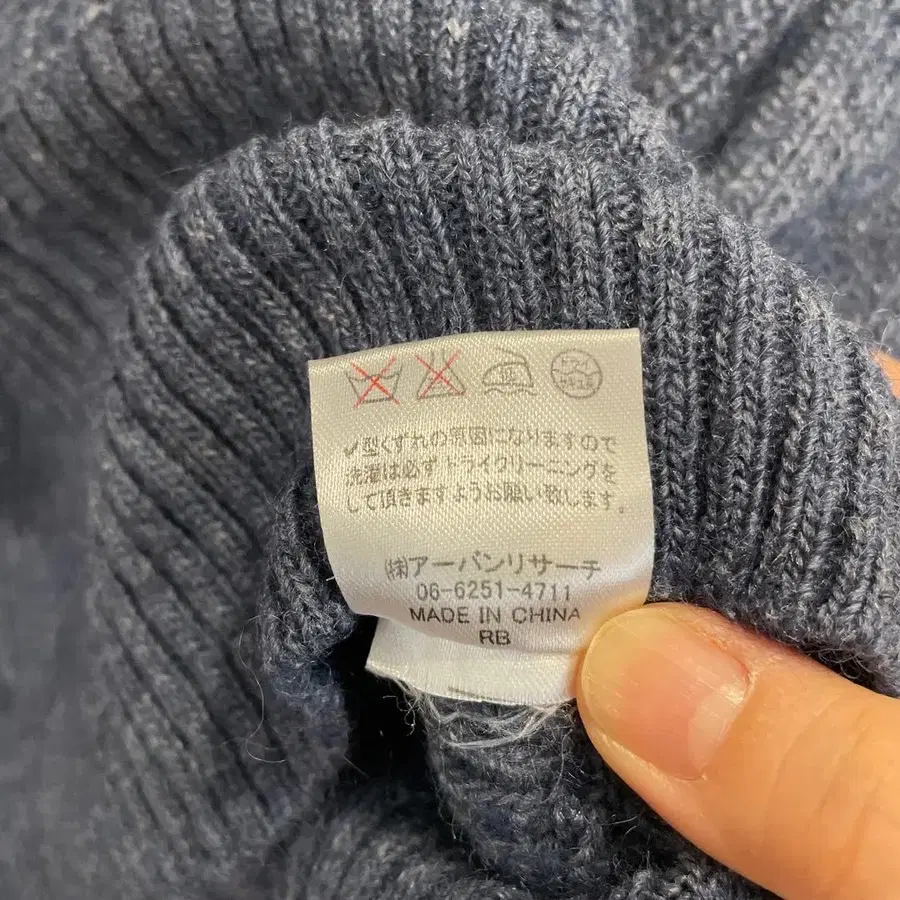 ✓型くずれの原因になりますので
洗濯は必ずドライクリーニングを
して頂きますようお願い致します。
㈱アーバンリサーチ
06-6251-4711
MADE IN CHINA
RB